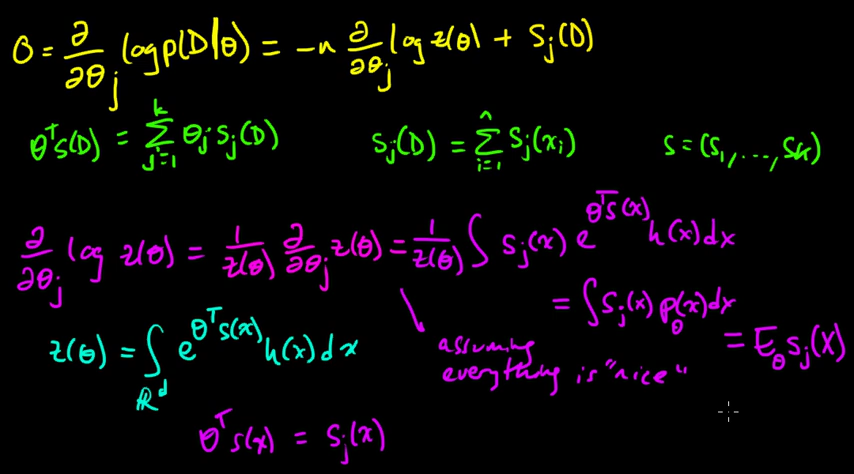 0 = ∂/∂θ_j log p(D|θ) = -n ∂/∂θ_j log z(θ) + S_j(D)
θ^T s(D) = Σ_{j=1}^{k} θ_j s_j(D)    S_j(D) = Σ_{i=1}^{n} S_j(x_i)    s = (s_1, ..., s_k)
∂/∂θ_j log z(θ) = 1/z(θ) ∂/∂θ_j z(θ) = 1/z(θ) ∫ s_j(x) e^{θ^T s(x)} h(x) dx
= ∫ s_j(x) p_θ(x) dx
= E_θ s_j(X)
z(θ) = ∫_{ℝ^d} e^{θ^T s(x)} h(x) dx
assuming
everything is "nice"
θ^T s(x) = s_j(x)